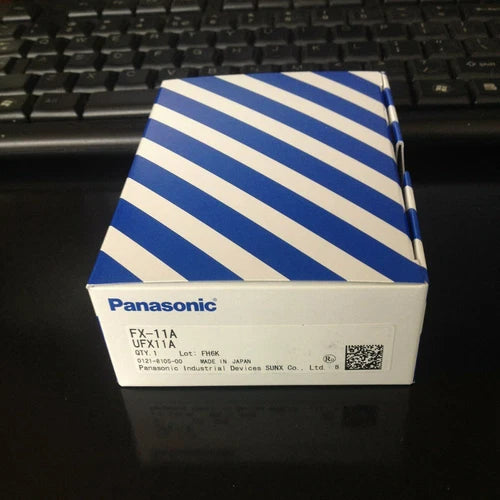 Panasonic
FX-11A
UFX11A
QTY.1 Lot: FH6K
0121-8105-00 MADE IN JAPAN
Panasonic Industrial Devices SUNX Co., Ltd. B